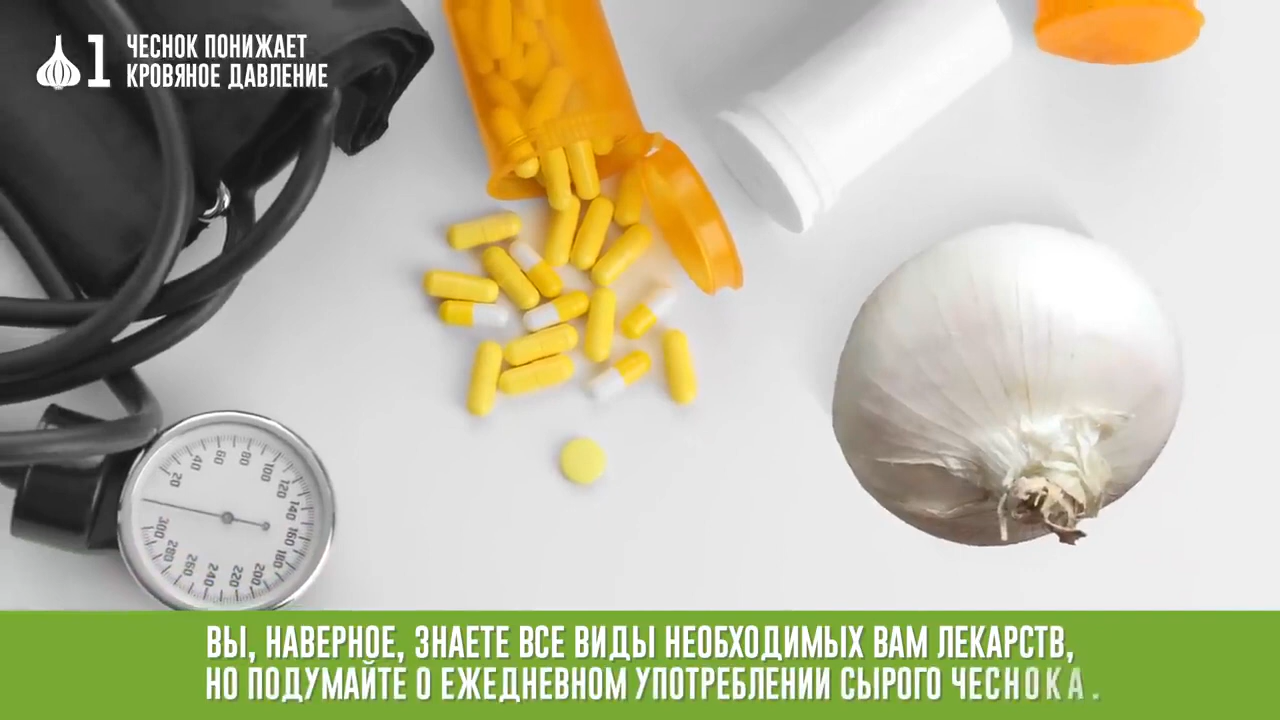 1 ЧЕСНОК ПОНИЖАЕТ
КРОВЯНОЕ ДАВЛЕНИЕ
20 40 60 80 100 120 140 160 180 200 220 240 260 280 300
ВЫ, НАВЕРНОЕ, ЗНАЕТЕ ВСЕ ВИДЫ НЕОБХОДИМЫХ ВАМ ЛЕКАРСТВ,
НО ПОДУМАЙТЕ О ЕЖЕДНЕВНОМ УПОТРЕБЛЕНИИ СЫРОГО ЧЕСНОКА.